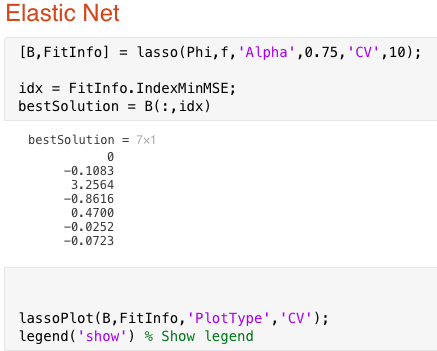 Elastic Net
[B,FitInfo] = lasso(Phi,f,'Alpha',0.75,'CV',10);
idx = FitInfo.IndexMinMSE;
bestSolution = B(:,idx)
bestSolution = 7×1
0
-0.1083
3.2564
-0.8616
0.4700
-0.0252
-0.0723
lassoPlot(B,FitInfo,'PlotType','CV');
legend('show') % Show legend